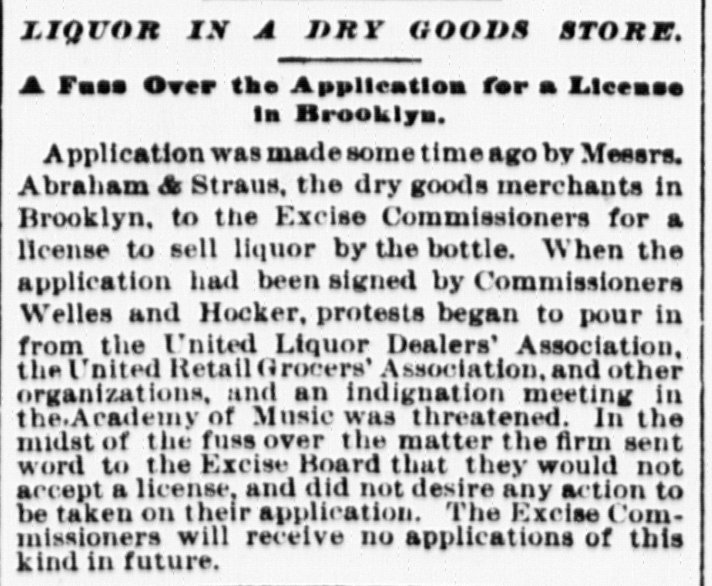 LIQUOR IN A DRY GOODS STORE.
A Fuss Over the Application for a License
in Brooklyn.
Application was made some time ago by Messrs.
Abraham & Straus, the dry goods merchants in
Brooklyn, to the Excise Commissioners for a
license to sell liquor by the bottle. When the
application had been signed by Commissioners
Welles and Hocker, protests began to pour in
from the United Liquor Dealers' Association,
the United Retail Grocers' Association, and other
organizations, and an indignation meeting in
the Academy of Music was threatened. In the
midst of the fuss over the matter the firm sent
word to the Excise Board that they would not
accept a license, and did not desire any action to
be taken on their application. The Excise Com-
missioners will receive no applications of this
kind in future.